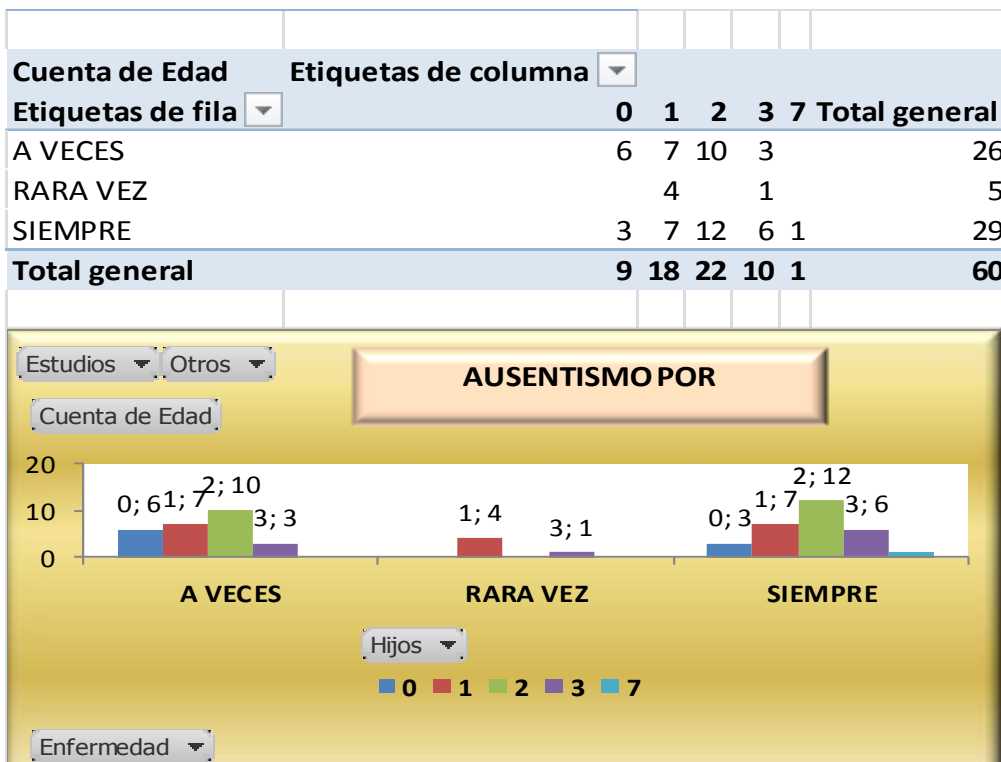 Cuenta de Edad Etiquetas de columna
Etiquetas de fila 0 1 2 3 7 Total general
A VECES 6 7 10 3 26
RARA VEZ 4 1 5
SIEMPRE 3 7 12 6 1 29
Total general 9 18 22 10 1 60
Estudios Otros
AUSENTISMO POR
Cuenta de Edad
20
10
0
0; 6 1; 7 2; 10 3; 3
1; 4 3; 1
0; 3 1; 7 2; 12 3; 6
A VECES RARA VEZ SIEMPRE
Hijos
0 1 2 3 7
Enfermedad